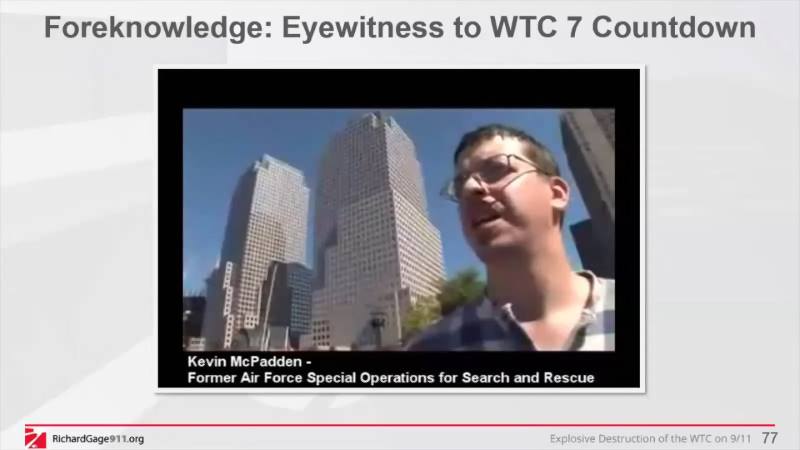 Foreknowledge: Eyewitness to WTC 7 Countdown
Kevin McPadden -
Former Air Force Special Operations for Search and Rescue
RichardGage911.org
Explosive Destruction of the WTC on 9/11 77